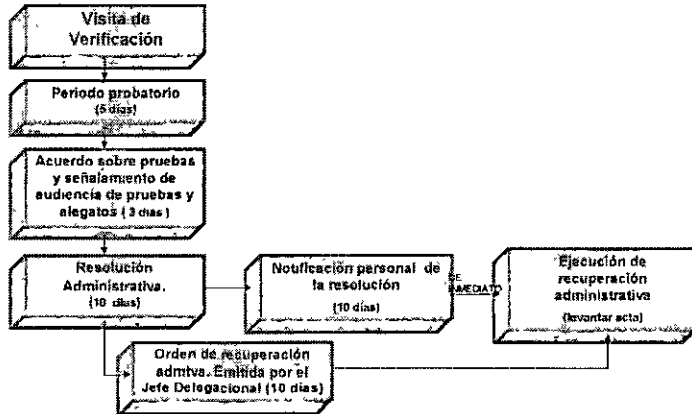 Visita de
Verificación
Periodo probatorio
(5 días)
Acuerdo sobre pruebas
y señalamiento de
audiencia de pruebas y
alegatos ( 3 días )
Resolución
Administrativa.
(10 días)
Notificación personal de
la resolución
(10 días)
DE
INMEDIATO
Ejecución de
recuperación
administrativa
(levantar acta)
Orden de recuperación
admtva. Emitida por el
Jefe Delegacional (10 días)